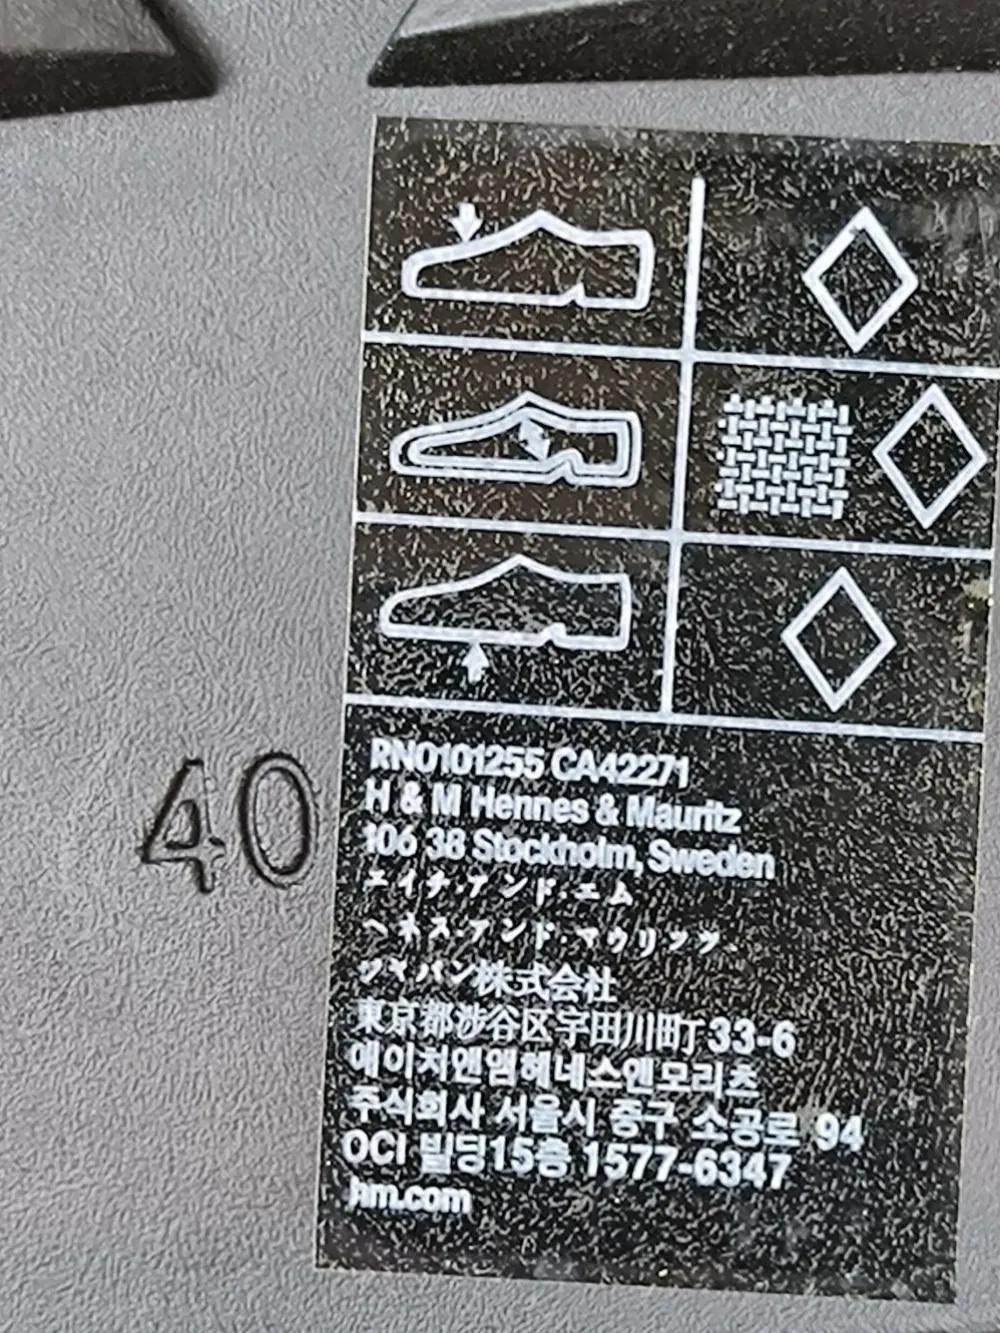 40
RN0101255 CA42271
H & M Hennes & Mauritz
106 38 Stockholm, Sweden
エイチ・アンド・エム
ヘネス・アンド・マウリッツ・
ジャパン株式会社
東京都渋谷区宇田川町33-6
에이치앤앰헤네스앤모리츠
주식회사 서울시 중구 소공로 94
OCI 빌딩15층 1577-6347
hm.com